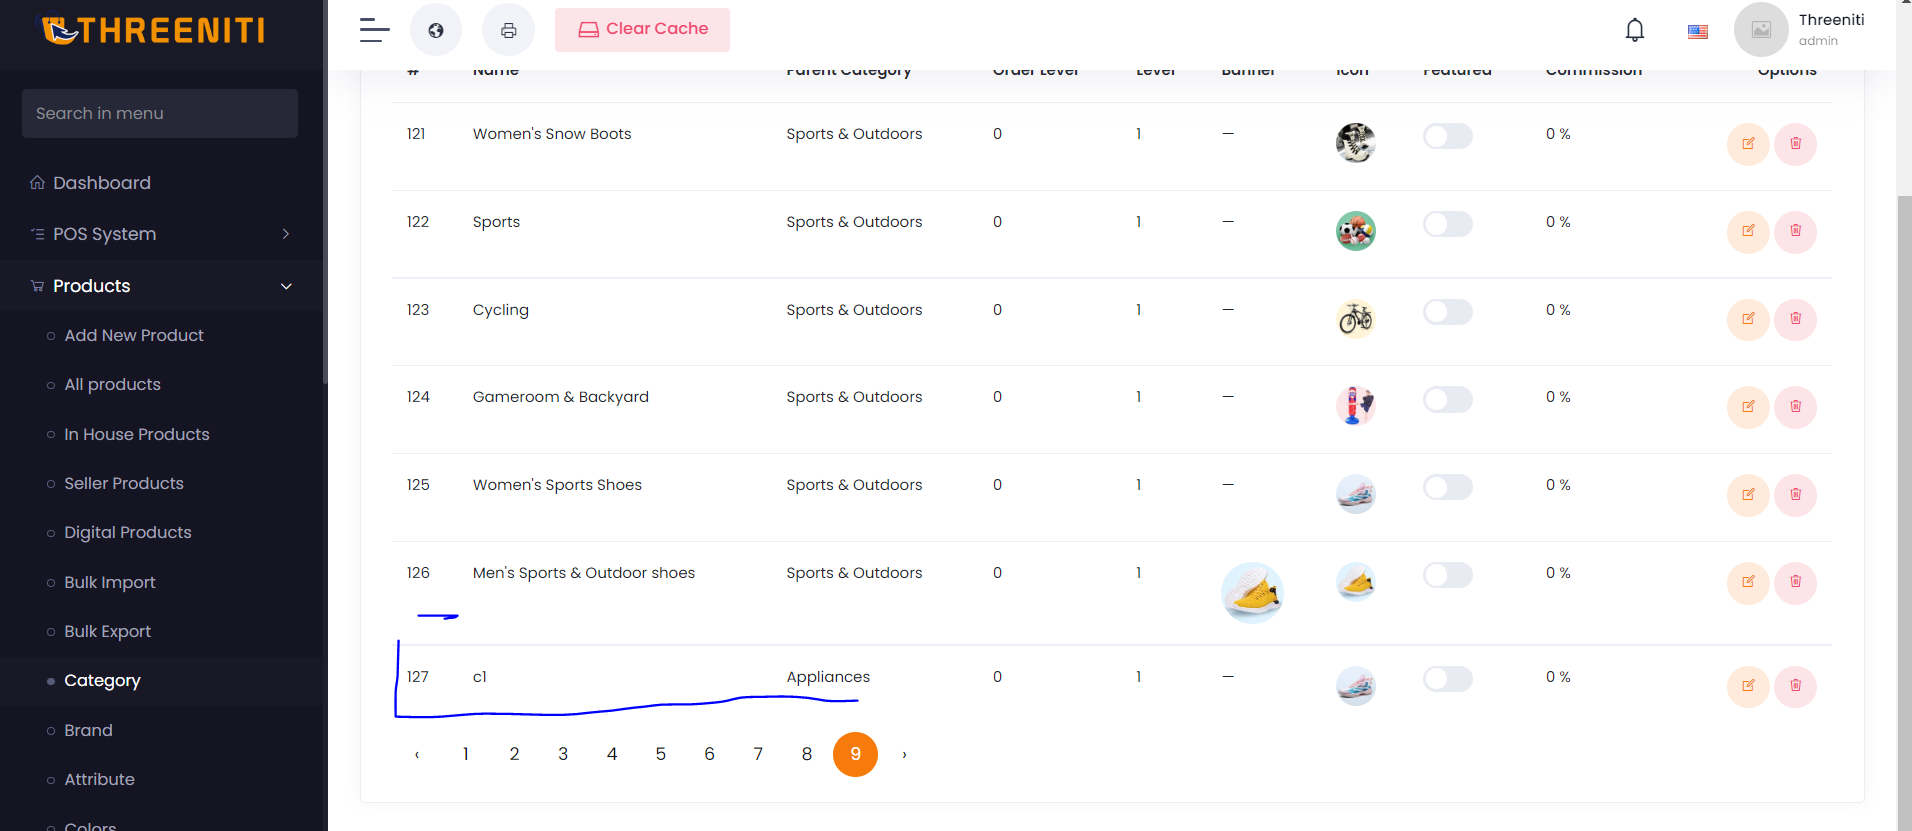 THREENITI
Clear Cache
Threeniti
admin
Search in menu
Dashboard
POS System
Products
Add New Product
All products
In House Products
Seller Products
Digital Products
Bulk Import
Bulk Export
Category
Brand
Attribute
Colors
# Name Parent Category Order Level Level Banner Icon Featured Commission Options
121 Women's Snow Boots Sports & Outdoors 0 1 — 0 %
122 Sports Sports & Outdoors 0 1 — 0 %
123 Cycling Sports & Outdoors 0 1 — 0 %
124 Gameroom & Backyard Sports & Outdoors 0 1 — 0 %
125 Women's Sports Shoes Sports & Outdoors 0 1 — 0 %
126 Men's Sports & Outdoor shoes Sports & Outdoors 0 1 0 %
127 c1 Appliances 0 1 — 0 %
‹ 1 2 3 4 5 6 7 8 9 ›